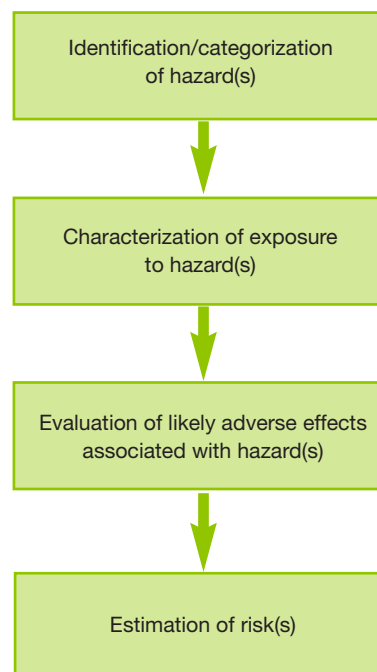 Identification/categorization
of hazard(s)
Characterization of exposure
to hazard(s)
Evaluation of likely adverse effects
associated with hazard(s)
Estimation of risk(s)